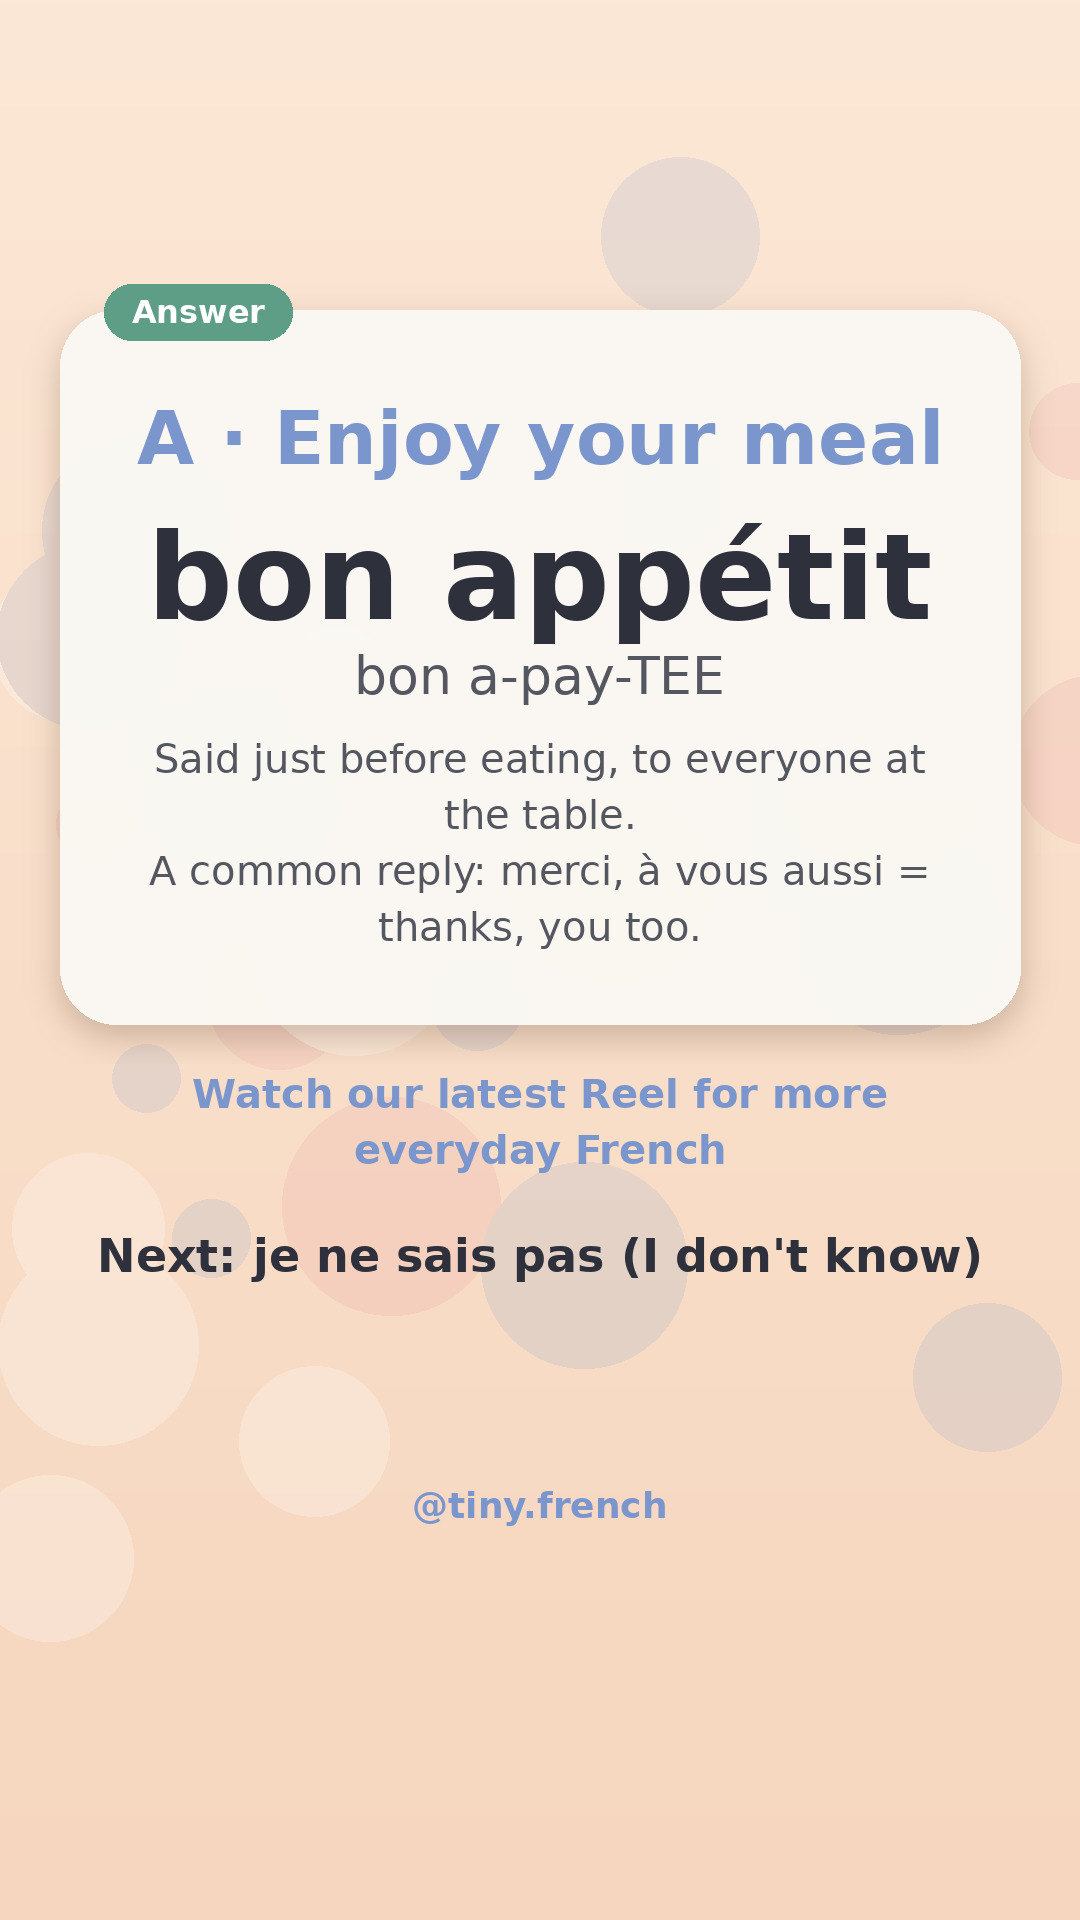 Answer
A · Enjoy your meal
bon appétit
bon a-pay-TEE
Said just before eating, to everyone at
the table.
A common reply: merci, à vous aussi =
thanks, you too.
Watch our latest Reel for more
everyday French
Next: je ne sais pas (I don't know)
@tiny.french